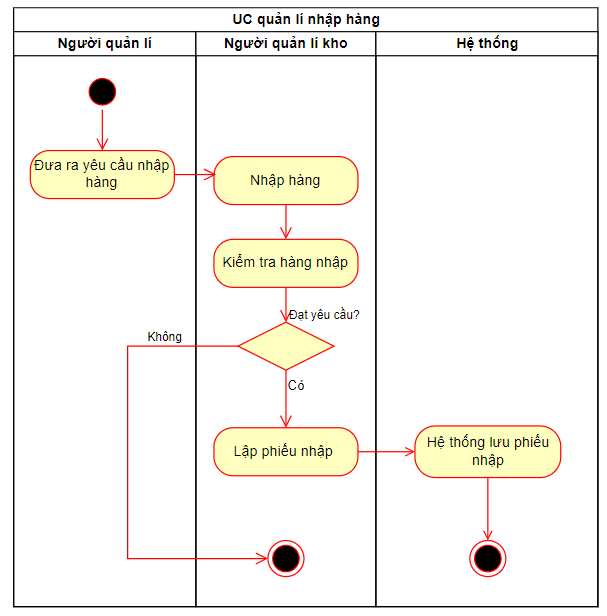 UC quản lí nhập hàng
Người quản lí
Người quản lí kho
Hệ thống
Đưa ra yêu cầu nhập
hàng
Nhập hàng
Kiểm tra hàng nhập
Đạt yêu cầu?
Không
Có
Lập phiếu nhập
Hệ thống lưu phiếu
nhập